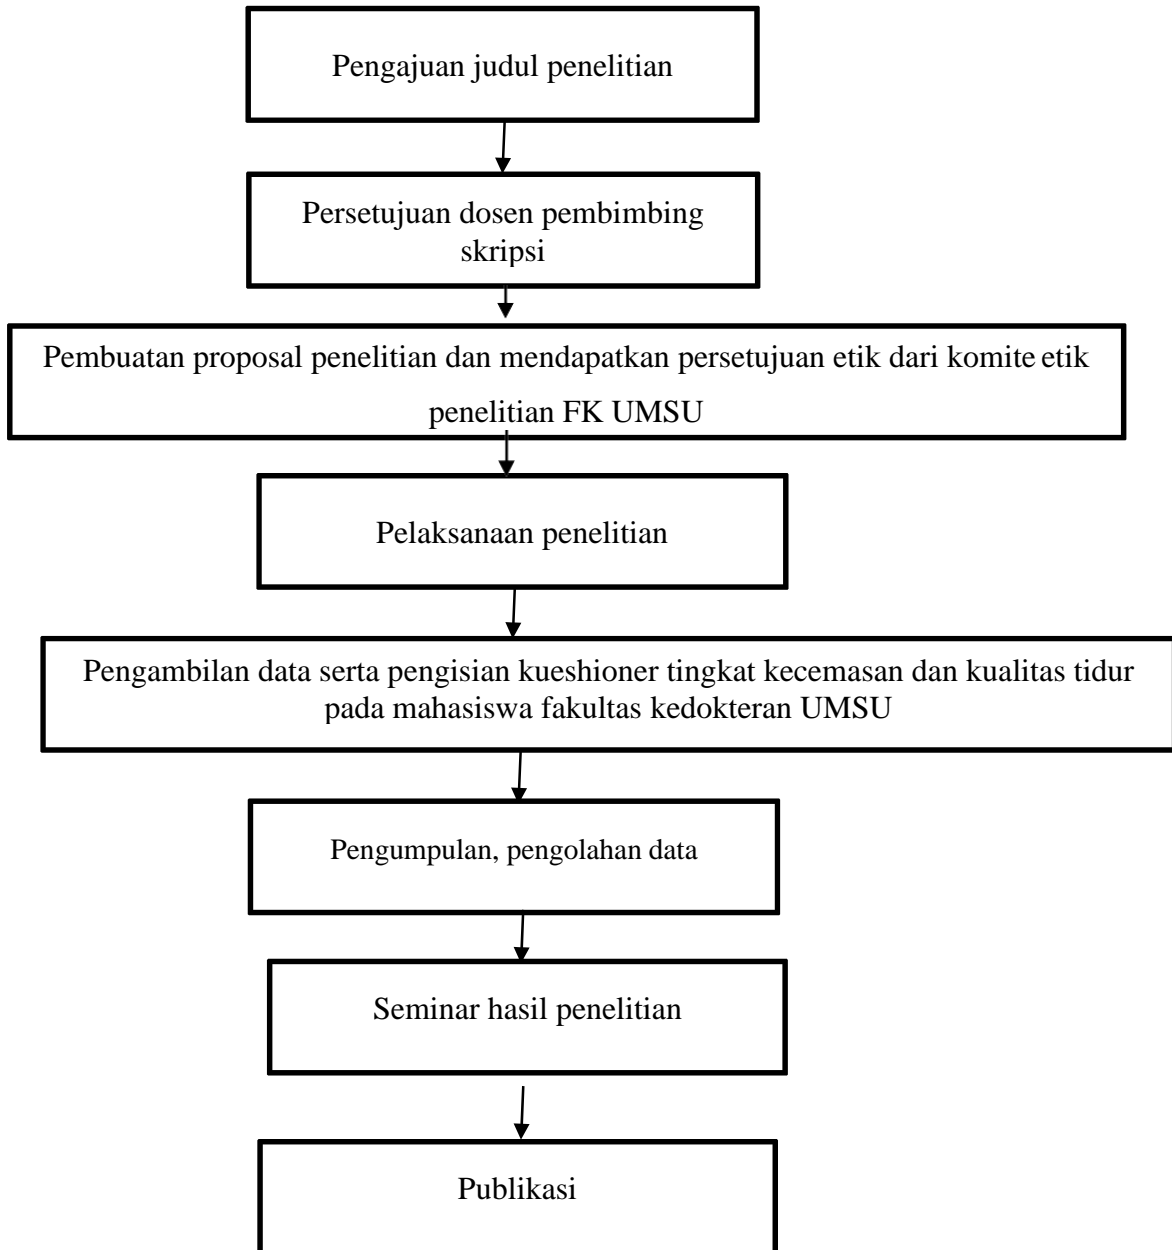 Pengajuan judul penelitian
Persetujuan dosen pembimbing
skripsi
Pembuatan proposal penelitian dan mendapatkan persetujuan etik dari komite etik
penelitian FK UMSU
Pelaksanaan penelitian
Pengambilan data serta pengisian kueshioner tingkat kecemasan dan kualitas tidur
pada mahasiswa fakultas kedokteran UMSU
Pengumpulan, pengolahan data
Seminar hasil penelitian
Publikasi